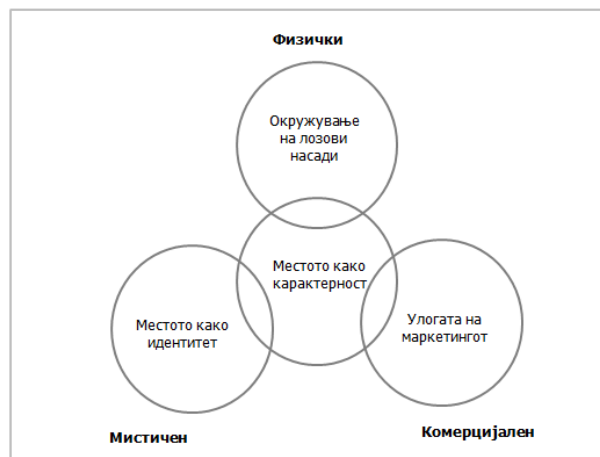 Физички
Окружување
на лозови
насади
Местото како
карактерност
Местото како
идентитет
Улогата на
маркетингот
Мистичен
Комерцијален